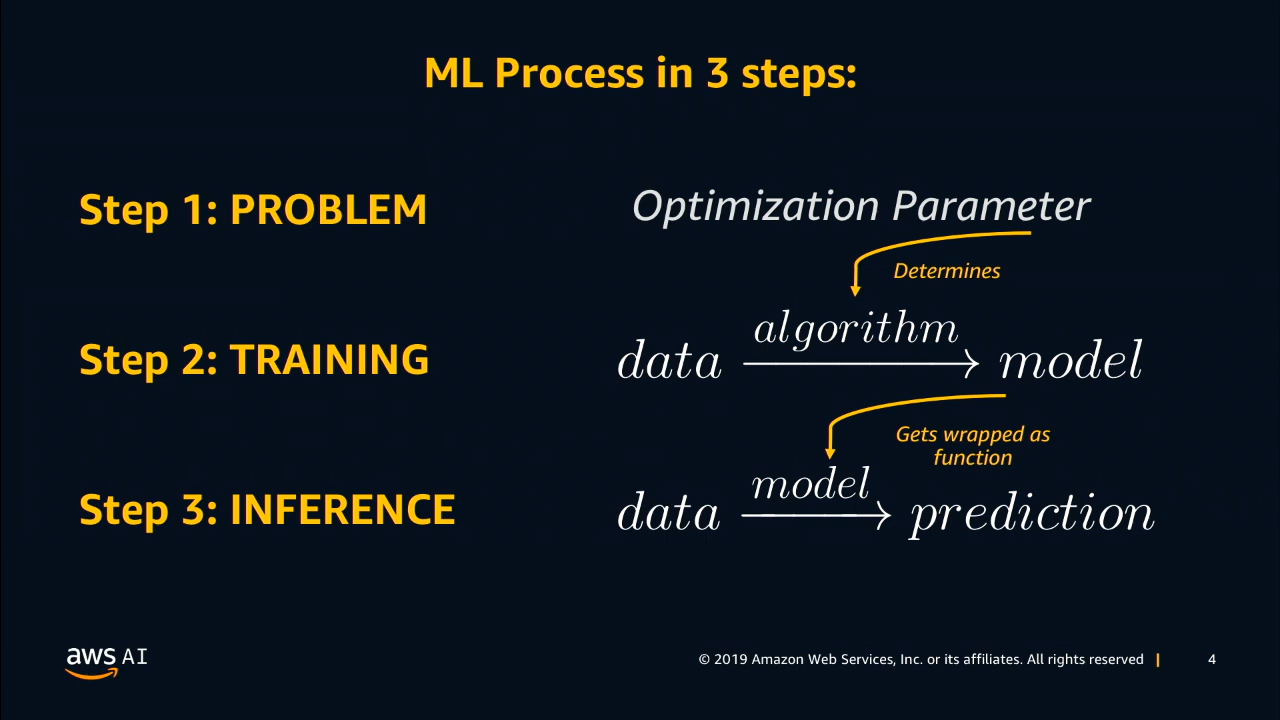 ML Process in 3 steps:
Step 1: PROBLEM
Optimization Parameter
Determines
Step 2: TRAINING
algorithm
data → model
Gets wrapped as
function
Step 3: INFERENCE
model
data → prediction
aws AI
© 2019 Amazon Web Services, Inc. or its affiliates. All rights reserved |
4